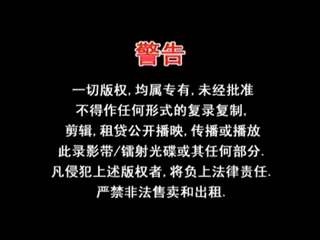 警告
一切版权, 均属专有, 未经批准
不得作任何形式的复录复制,
剪辑, 租贷公开播映, 传播或播放
此录影带/镭射光碟或其任何部分.
凡侵犯上述版权者, 将负上法律责任.
严禁非法售卖和出租.